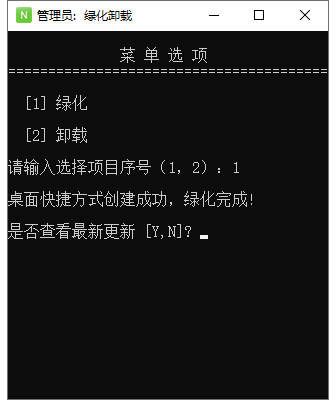 N 管理员: 绿化卸载
菜 单 选 项
========================================
[1] 绿化
[2] 卸载
请输入选择项目序号（1, 2）: 1
桌面快捷方式创建成功，绿化完成!
是否查看最新更新 [Y,N]?